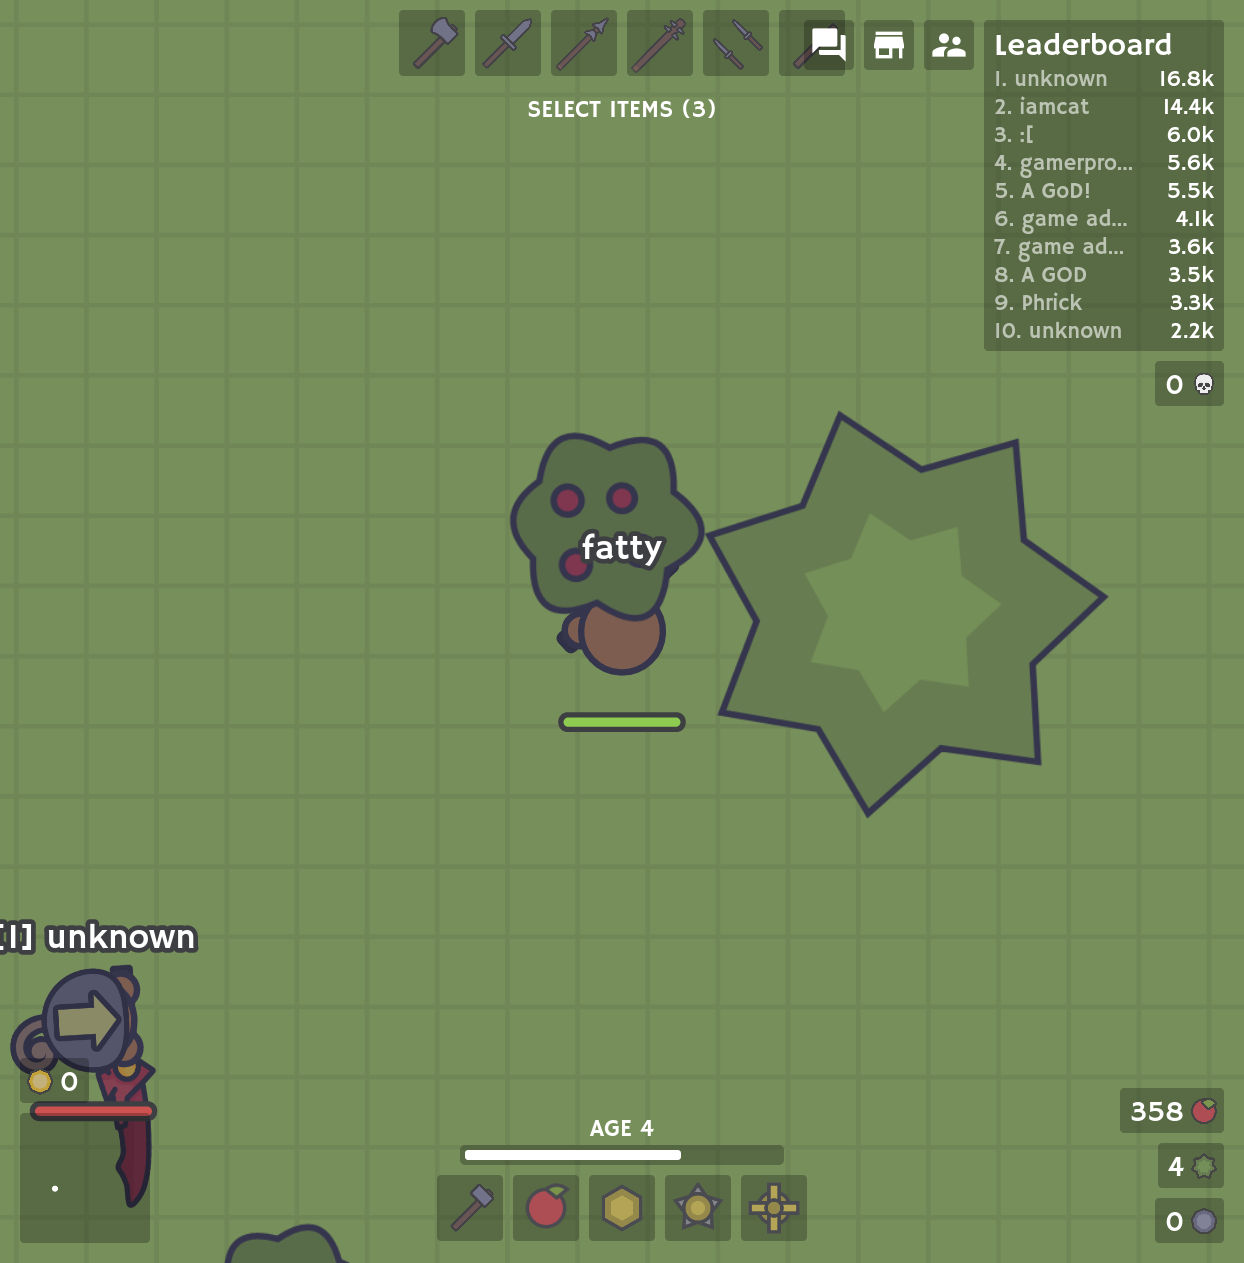 SELECT ITEMS (3)
Leaderboard
1. unknown 16.8k
2. iamcat 14.4k
3. :[ 6.0k
4. gamerpro... 5.6k
5. A GoD! 5.5k
6. game ad... 4.1k
7. game ad... 3.6k
8. A GOD 3.5k
9. Phrick 3.3k
10. unknown 2.2k
0
fatty
[I] unknown
0
AGE 4
358
4
0